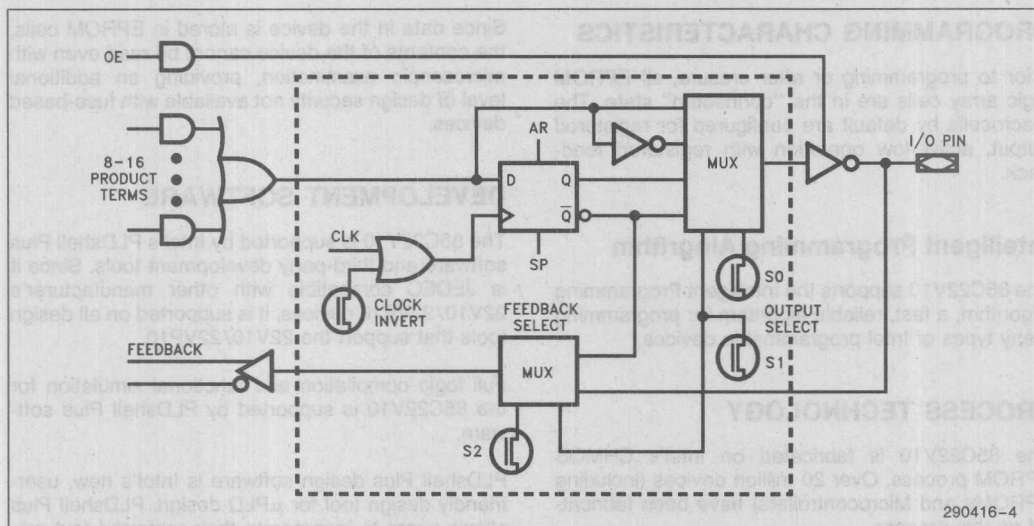 OE
8-16
PRODUCT
TERMS
AR
D
Q
Q̅
SP
MUX
I/O PIN
CLK
CLOCK
INVERT
FEEDBACK
SELECT
S0
OUTPUT
SELECT
S1
FEEDBACK
MUX
S2
290416-4